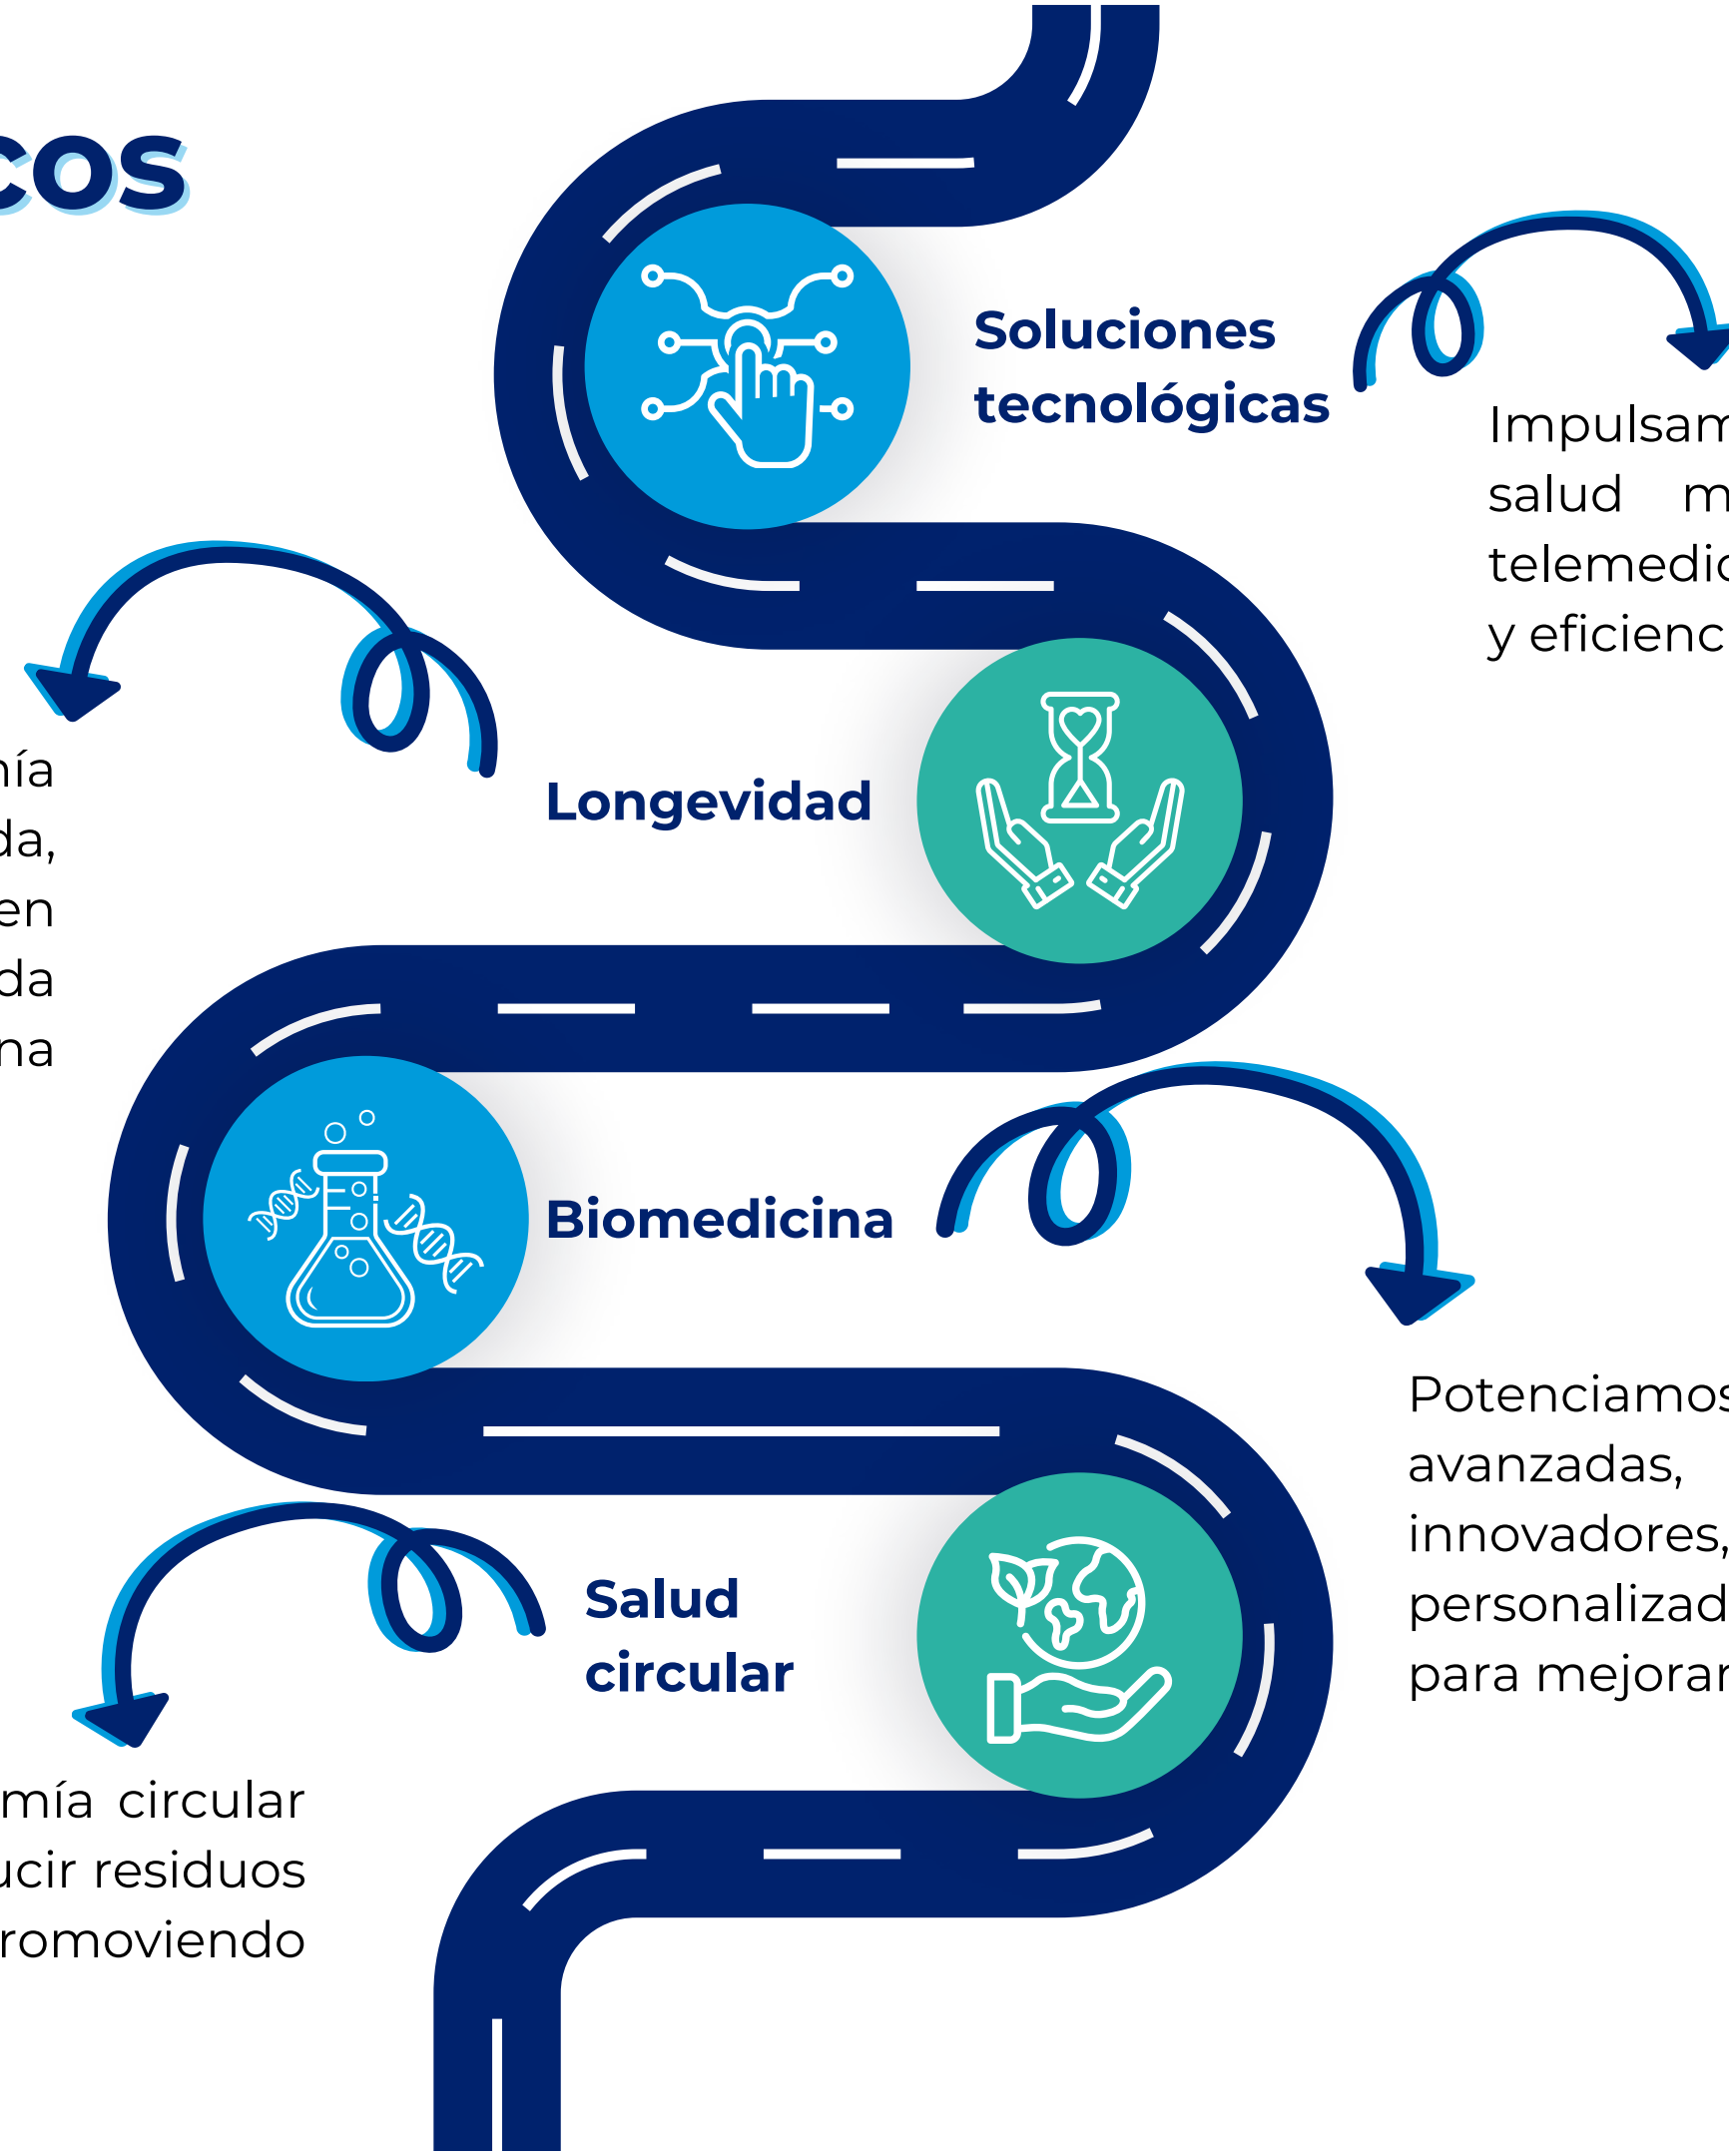 cos
Soluciones
tecnológicas
Impulsam
salud m
telemedic
y eficienc
ía
da,
en
da
na
Longevidad
Biomedicina
Potenciamos
avanzadas,
innovadores,
personalizad
para mejorar
Salud
circular
mía circular
ucir residuos
romoviendo